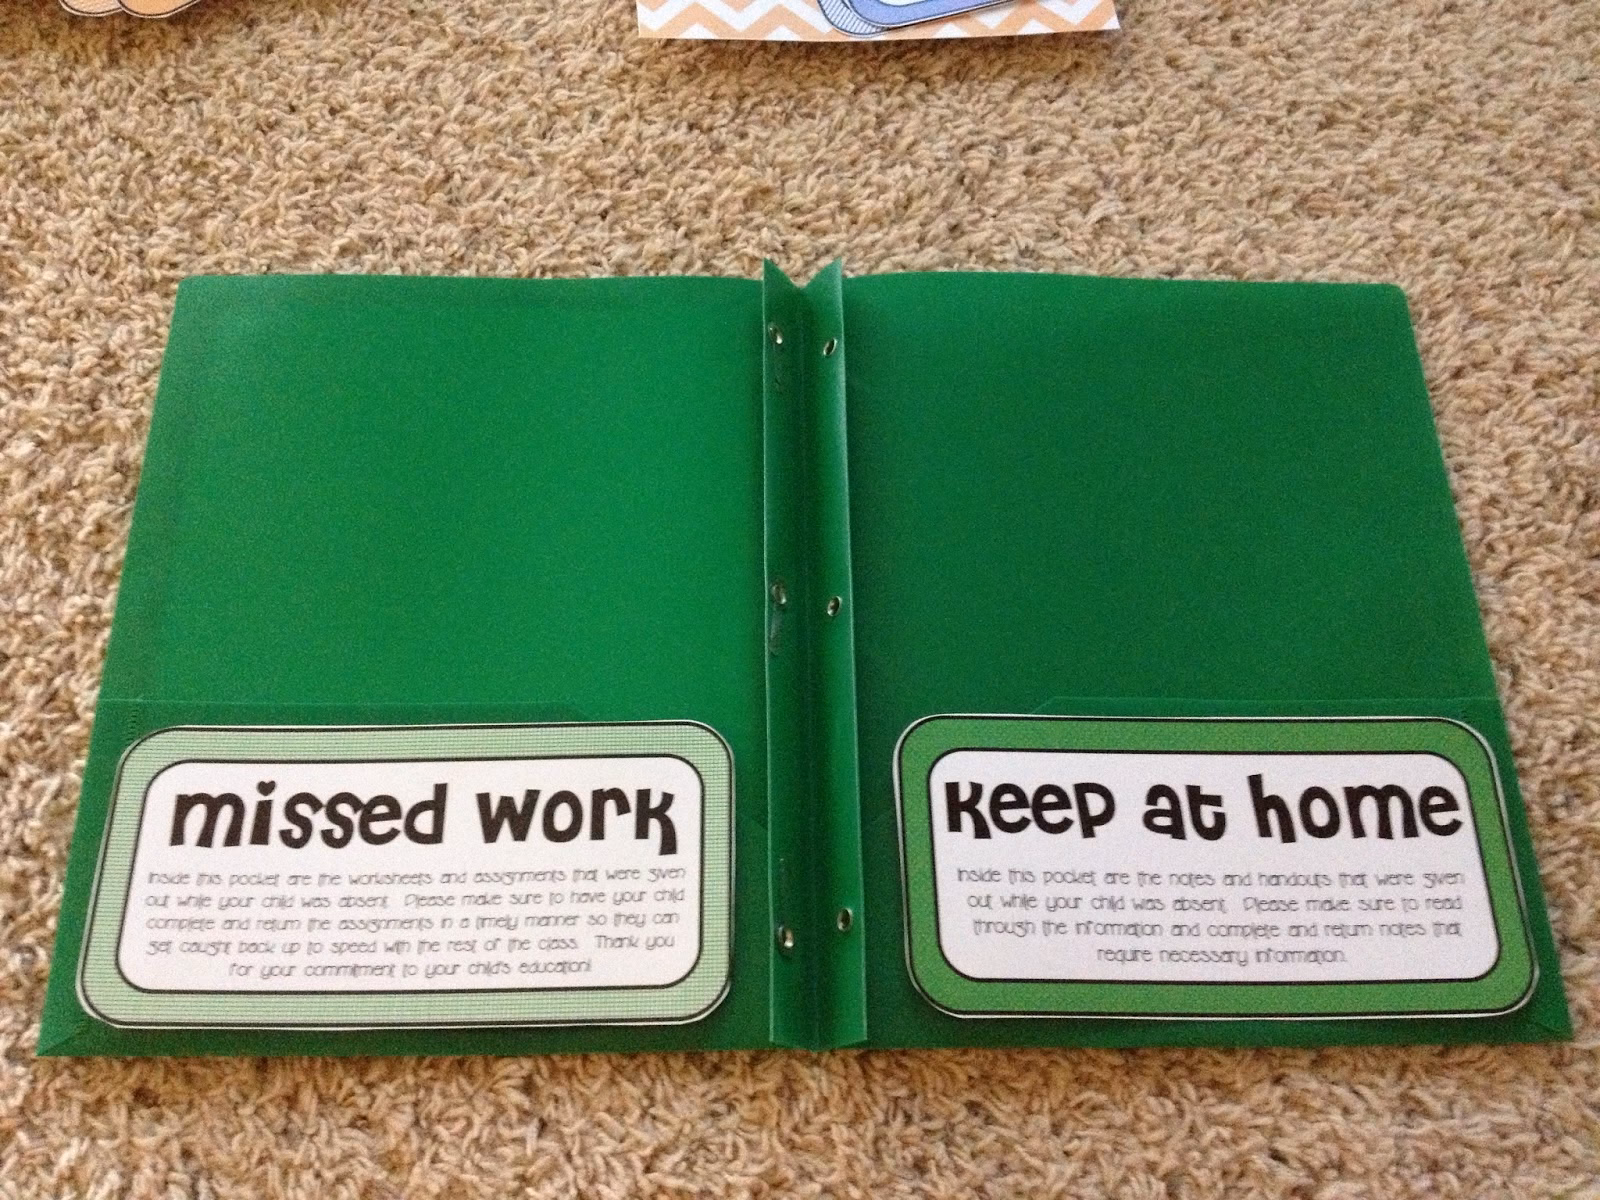 missed work
Inside this pocket are the worksheets and assignments that were given
out while your child was absent. Please make sure to have your child
complete and return the assignments in a timely manner so they can
get caught back up to speed with the rest of the class. Thank you
for your commitment to your child's education!
keep at home
Inside this pocket are the notes and handouts that were given
out while your child was absent. Please make sure to read
through the information and complete and return notes that
require necessary information.